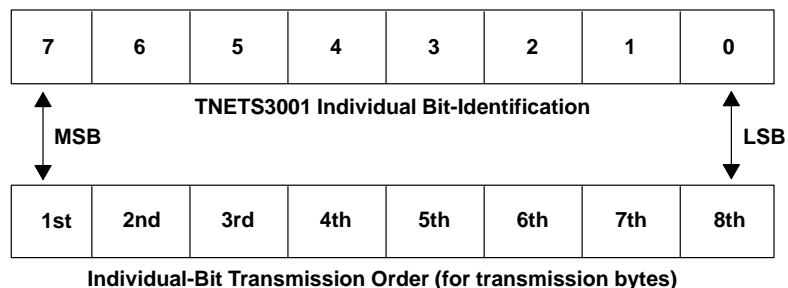 7 6 5 4 3 2 1 0
TNETS3001 Individual Bit-Identification
MSB LSB
1st 2nd 3rd 4th 5th 6th 7th 8th
Individual-Bit Transmission Order (for transmission bytes)